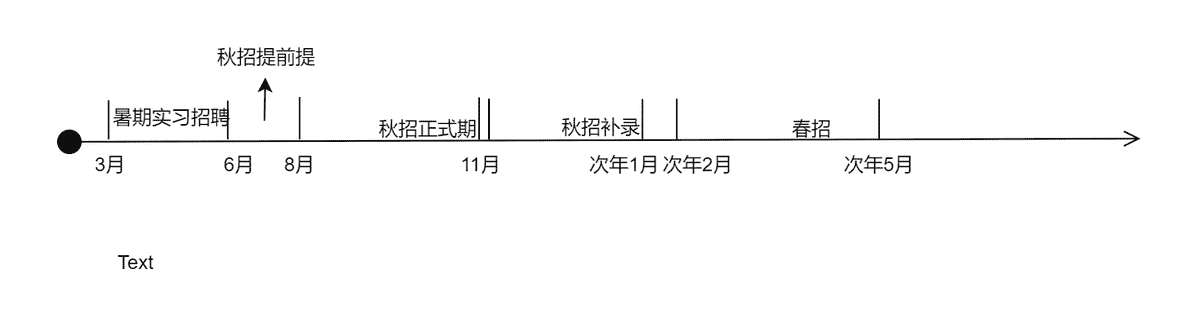 秋招提前提
暑期实习招聘
秋招正式期
秋招补录
春招
3月
6月
8月
11月
次年1月
次年2月
次年5月
Text